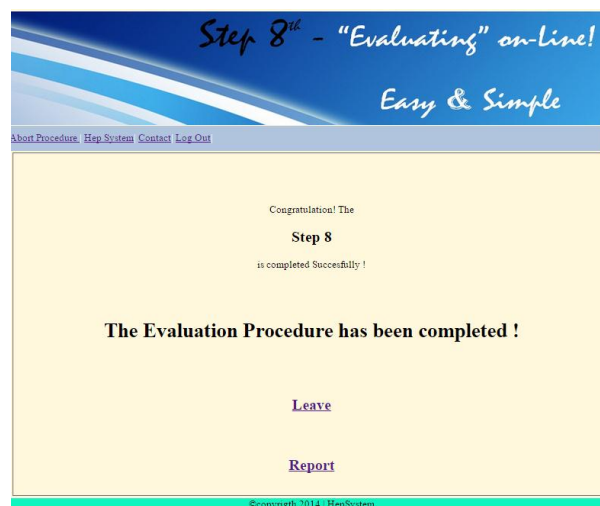 Step 8th - "Evaluating" on-Line!
Easy & Simple
Abort Procedure | Hep System | Contact | Log Out
Congratulation! The
Step 8
is completed Succesfully !
The Evaluation Procedure has been completed !
Leave
Report
©copyrigth 2014 | HepSystem